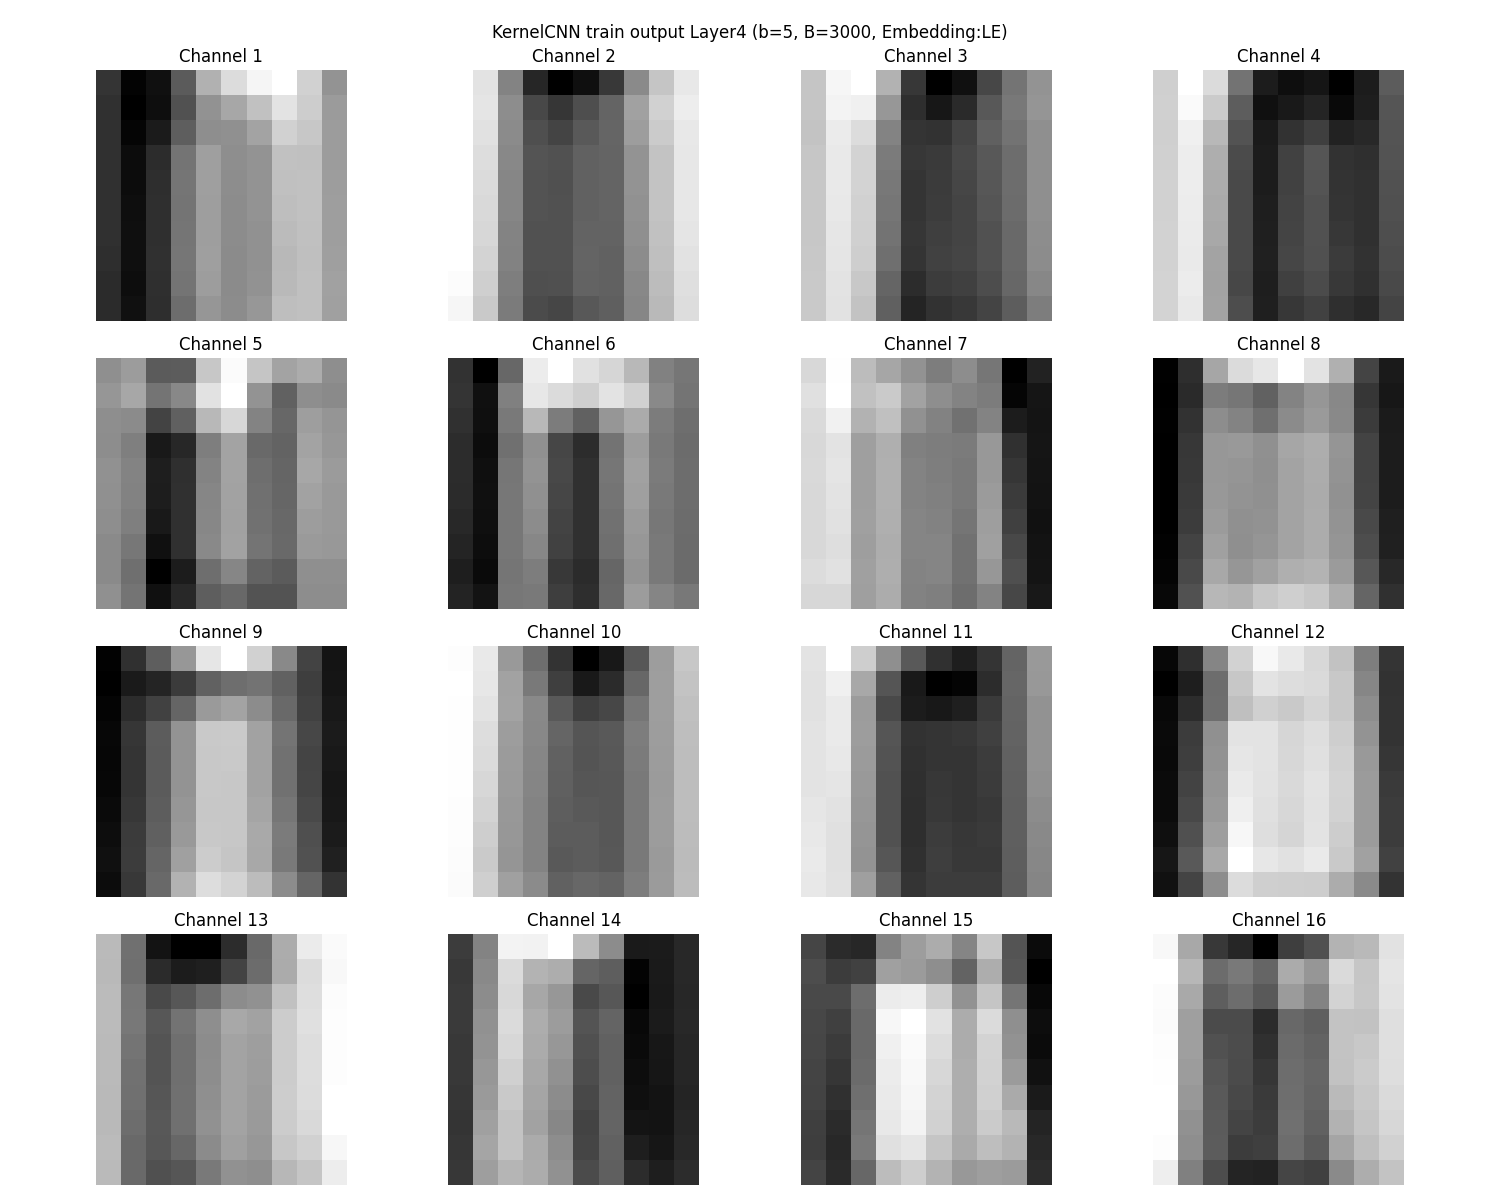 KernelCNN train output Layer4 (b=5, B=3000, Embedding:LE)
Channel 1
Channel 2
Channel 3
Channel 4
Channel 5
Channel 6
Channel 7
Channel 8
Channel 9
Channel 10
Channel 11
Channel 12
Channel 13
Channel 14
Channel 15
Channel 16